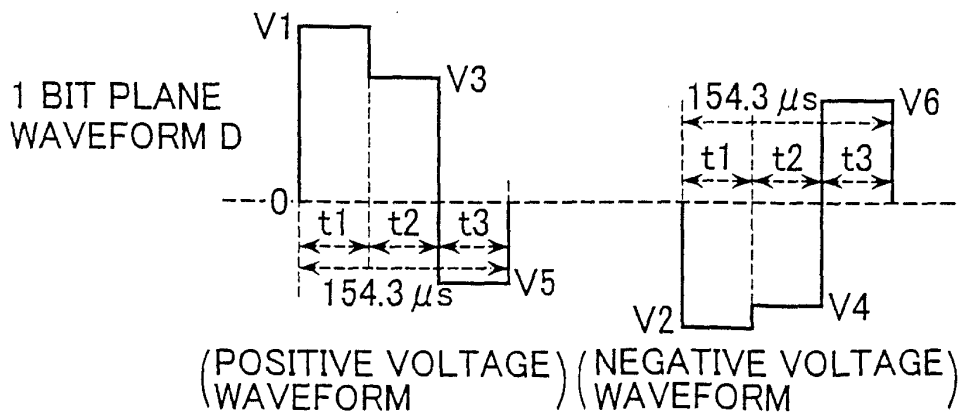 V1
V3
1 BIT PLANE
WAVEFORM D
154.3 μs
V6
t1 t2 t3
0
t1 t2 t3
154.3 μs
V5
V2
V4
(POSITIVE VOLTAGE WAVEFORM)
(NEGATIVE VOLTAGE WAVEFORM)